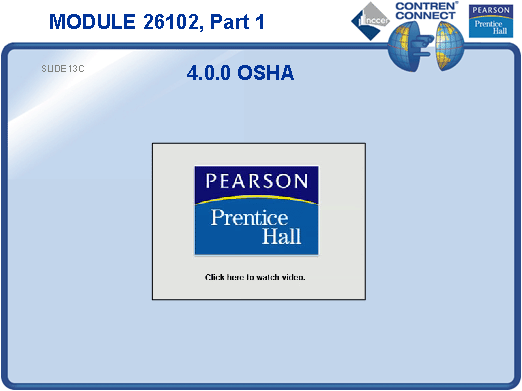 MODULE 26102, Part 1
nccer
CONTREN®
CONNECT
PEARSON
Prentice
Hall
SLIDE 13C
4.0.0 OSHA
PEARSON
Prentice
Hall
Click here to watch video.